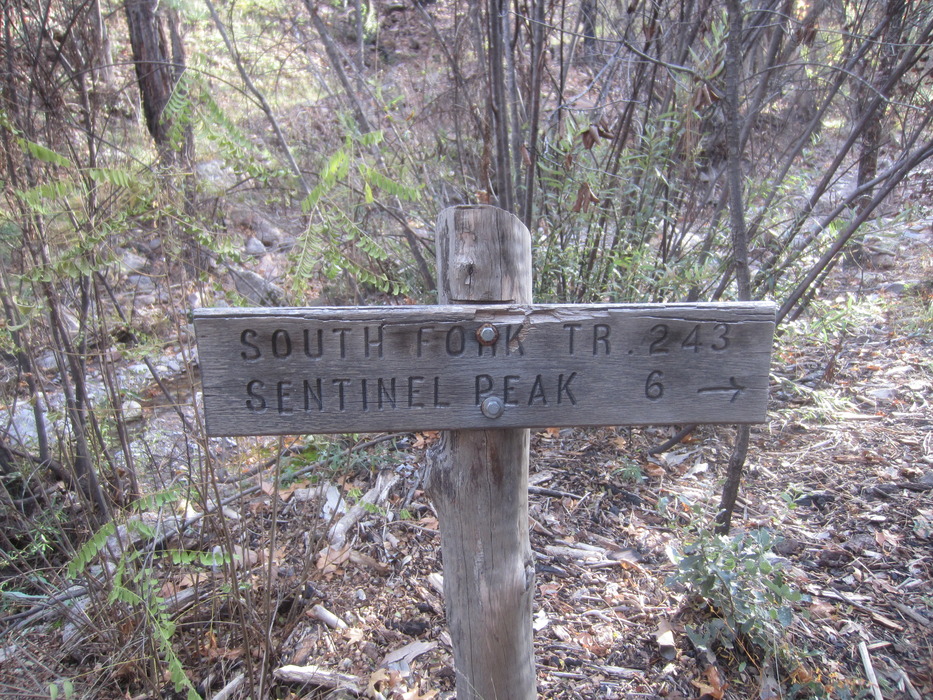 SOUTH FORK TR. 243
SENTINEL PEAK 6 →